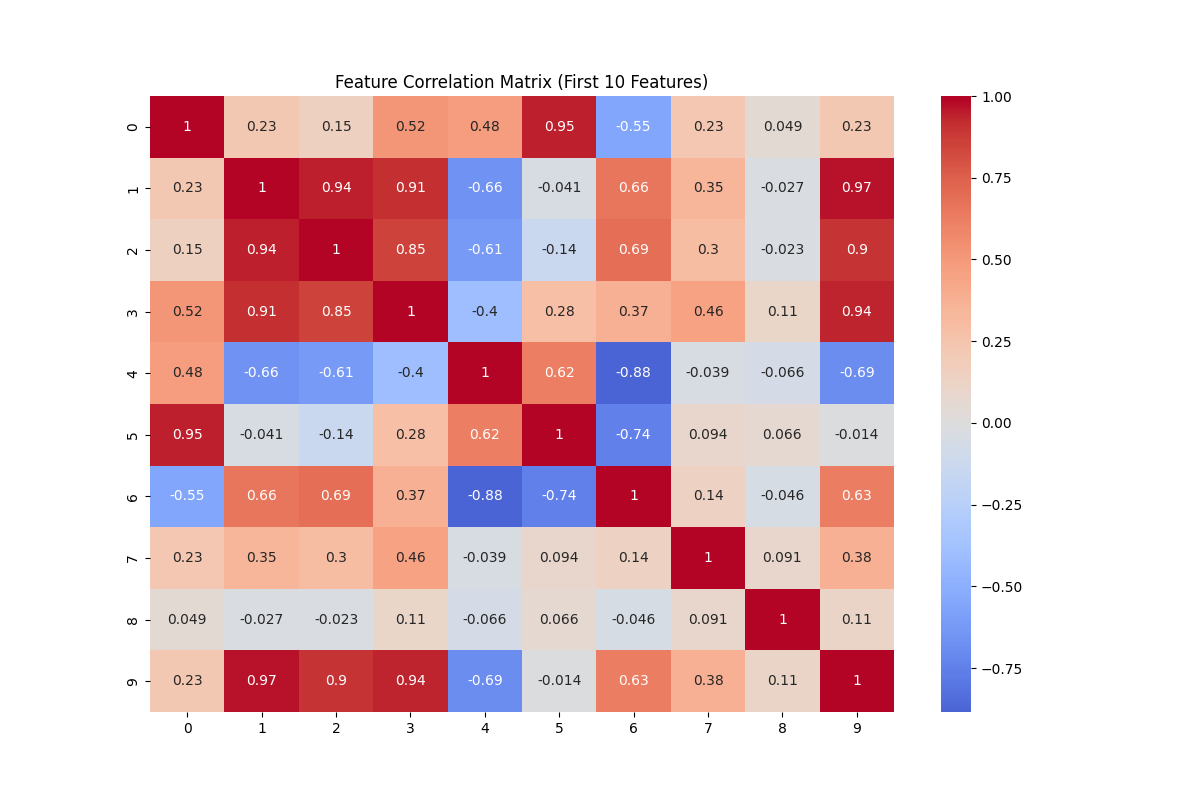 Feature Correlation Matrix (First 10 Features)
0 1 0.23 0.15 0.52 0.48 0.95 -0.55 0.23 0.049 0.23
1 0.23 1 0.94 0.91 -0.66 -0.041 0.66 0.35 -0.027 0.97
2 0.15 0.94 1 0.85 -0.61 -0.14 0.69 0.3 -0.023 0.9
3 0.52 0.91 0.85 1 -0.4 0.28 0.37 0.46 0.11 0.94
4 0.48 -0.66 -0.61 -0.4 1 0.62 -0.88 -0.039 -0.066 -0.69
5 0.95 -0.041 -0.14 0.28 0.62 1 -0.74 0.094 0.066 -0.014
6 -0.55 0.66 0.69 0.37 -0.88 -0.74 1 0.14 -0.046 0.63
7 0.23 0.35 0.3 0.46 -0.039 0.094 0.14 1 0.091 0.38
8 0.049 -0.027 -0.023 0.11 -0.066 0.066 -0.046 0.091 1 0.11
9 0.23 0.97 0.9 0.94 -0.69 -0.014 0.63 0.38 0.11 1
0 1 2 3 4 5 6 7 8 9
1.00
0.75
0.50
0.25
0.00
−0.25
−0.50
−0.75